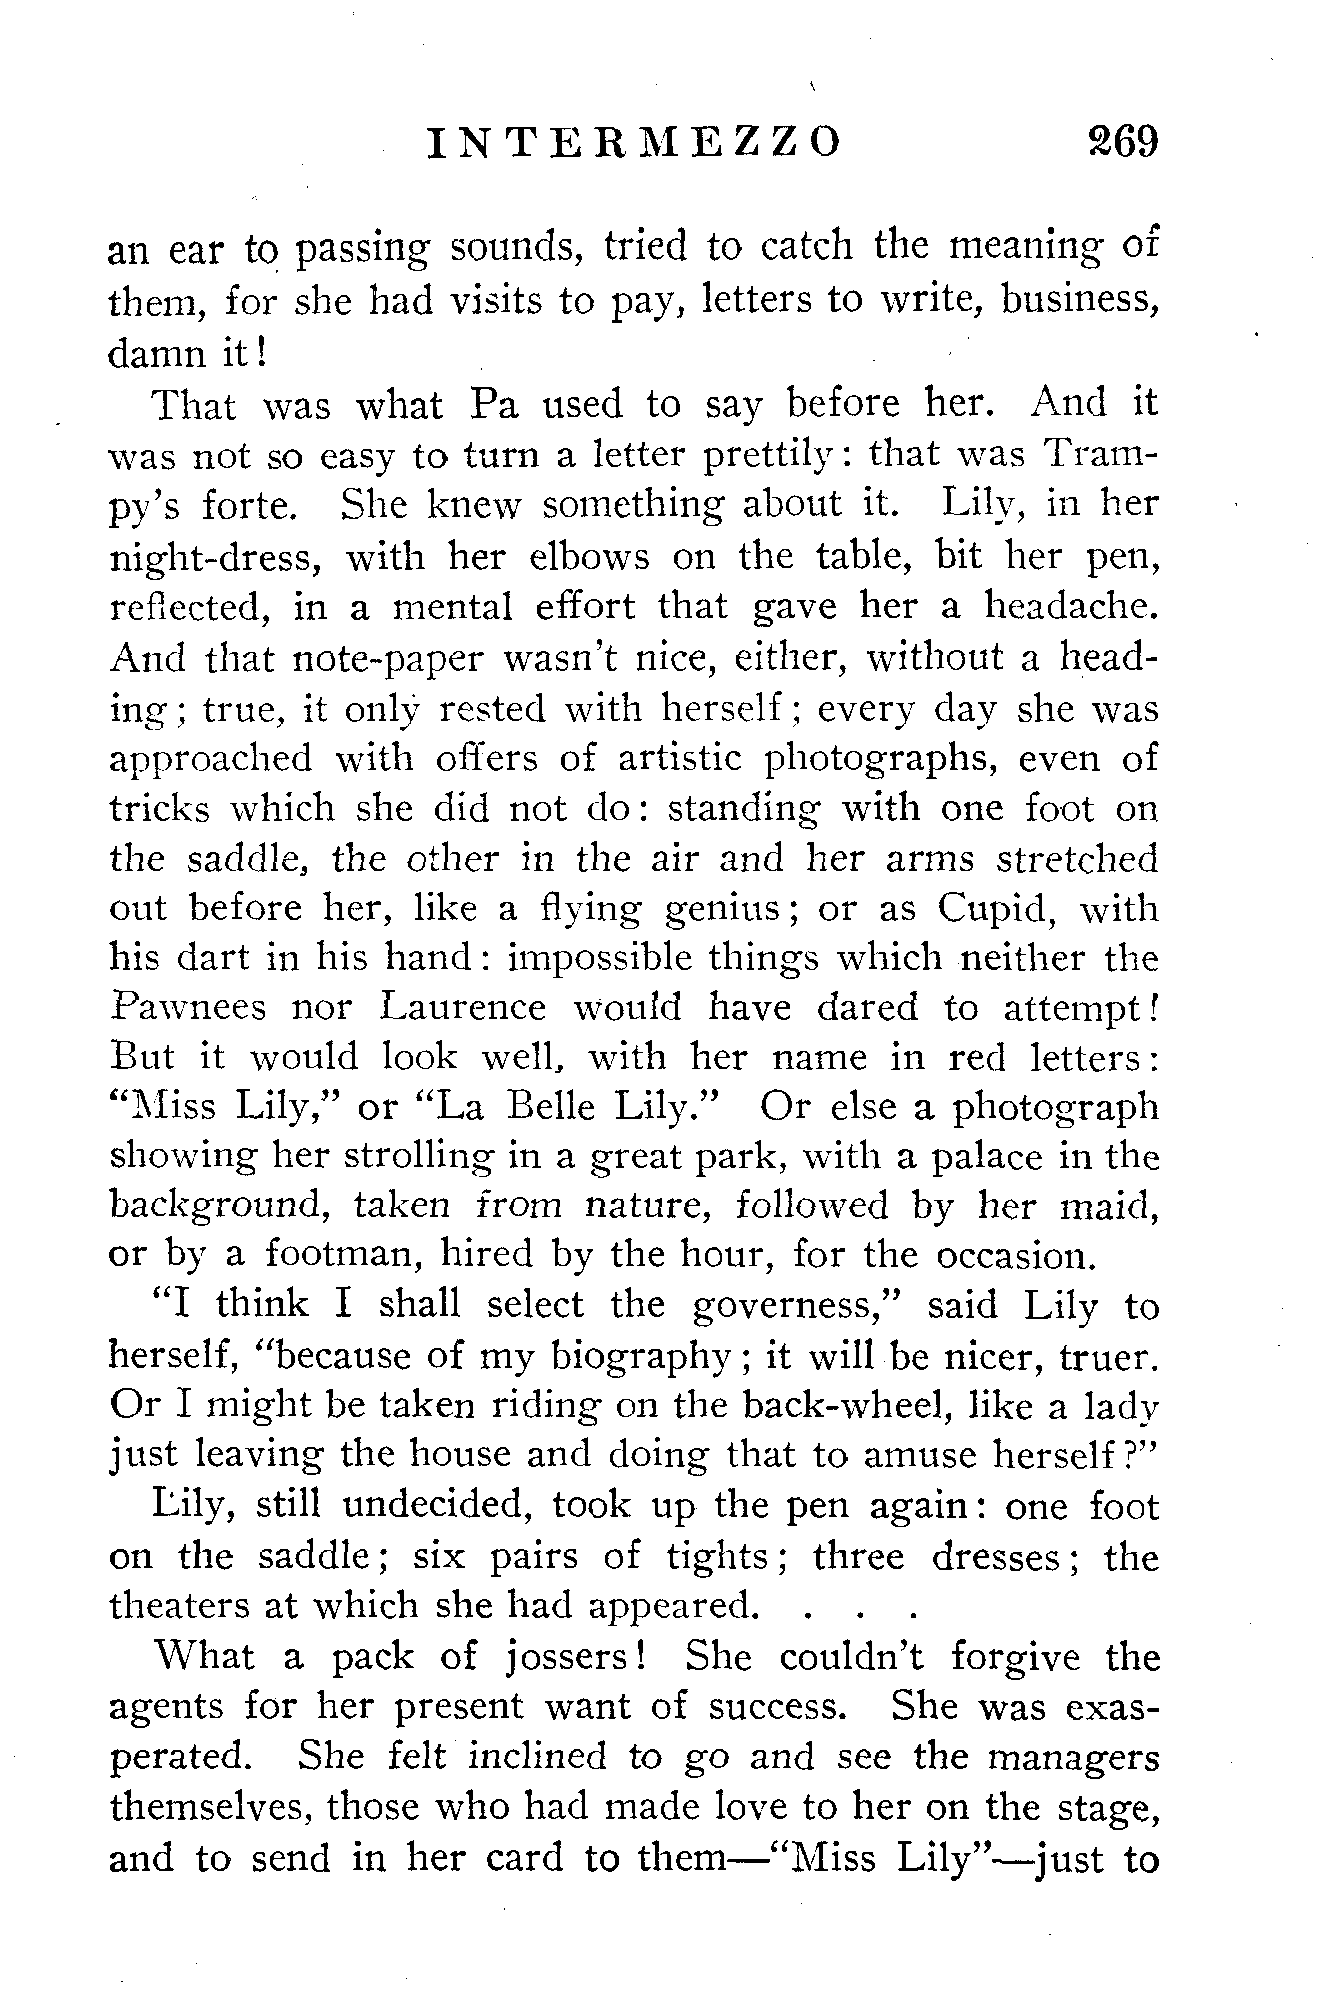 INTERMEZZO 269
an ear to passing sounds, tried to catch the meaning of
them, for she had visits to pay, letters to write, business,
damn it!
That was what Pa used to say before her. And it
was not so easy to turn a letter prettily: that was Tram-
py's forte. She knew something about it. Lily, in her
night-dress, with her elbows on the table, bit her pen,
reflected, in a mental effort that gave her a headache.
And that note-paper wasn't nice, either, without a head-
ing; true, it only rested with herself; every day she was
approached with offers of artistic photographs, even of
tricks which she did not do: standing with one foot on
the saddle, the other in the air and her arms stretched
out before her, like a flying genius; or as Cupid, with
his dart in his hand: impossible things which neither the
Pawnees nor Laurence would have dared to attempt!
But it would look well, with her name in red letters:
"Miss Lily," or "La Belle Lily." Or else a photograph
showing her strolling in a great park, with a palace in the
background, taken from nature, followed by her maid,
or by a footman, hired by the hour, for the occasion.
"I think I shall select the governess," said Lily to
herself, "because of my biography; it will be nicer, truer.
Or I might be taken riding on the back-wheel, like a lady
just leaving the house and doing that to amuse herself?"
Lily, still undecided, took up the pen again: one foot
on the saddle; six pairs of tights; three dresses; the
theaters at which she had appeared. . . .
What a pack of jossers! She couldn't forgive the
agents for her present want of success. She was exas-
perated. She felt inclined to go and see the managers
themselves, those who had made love to her on the stage,
and to send in her card to them—"Miss Lily"—just to